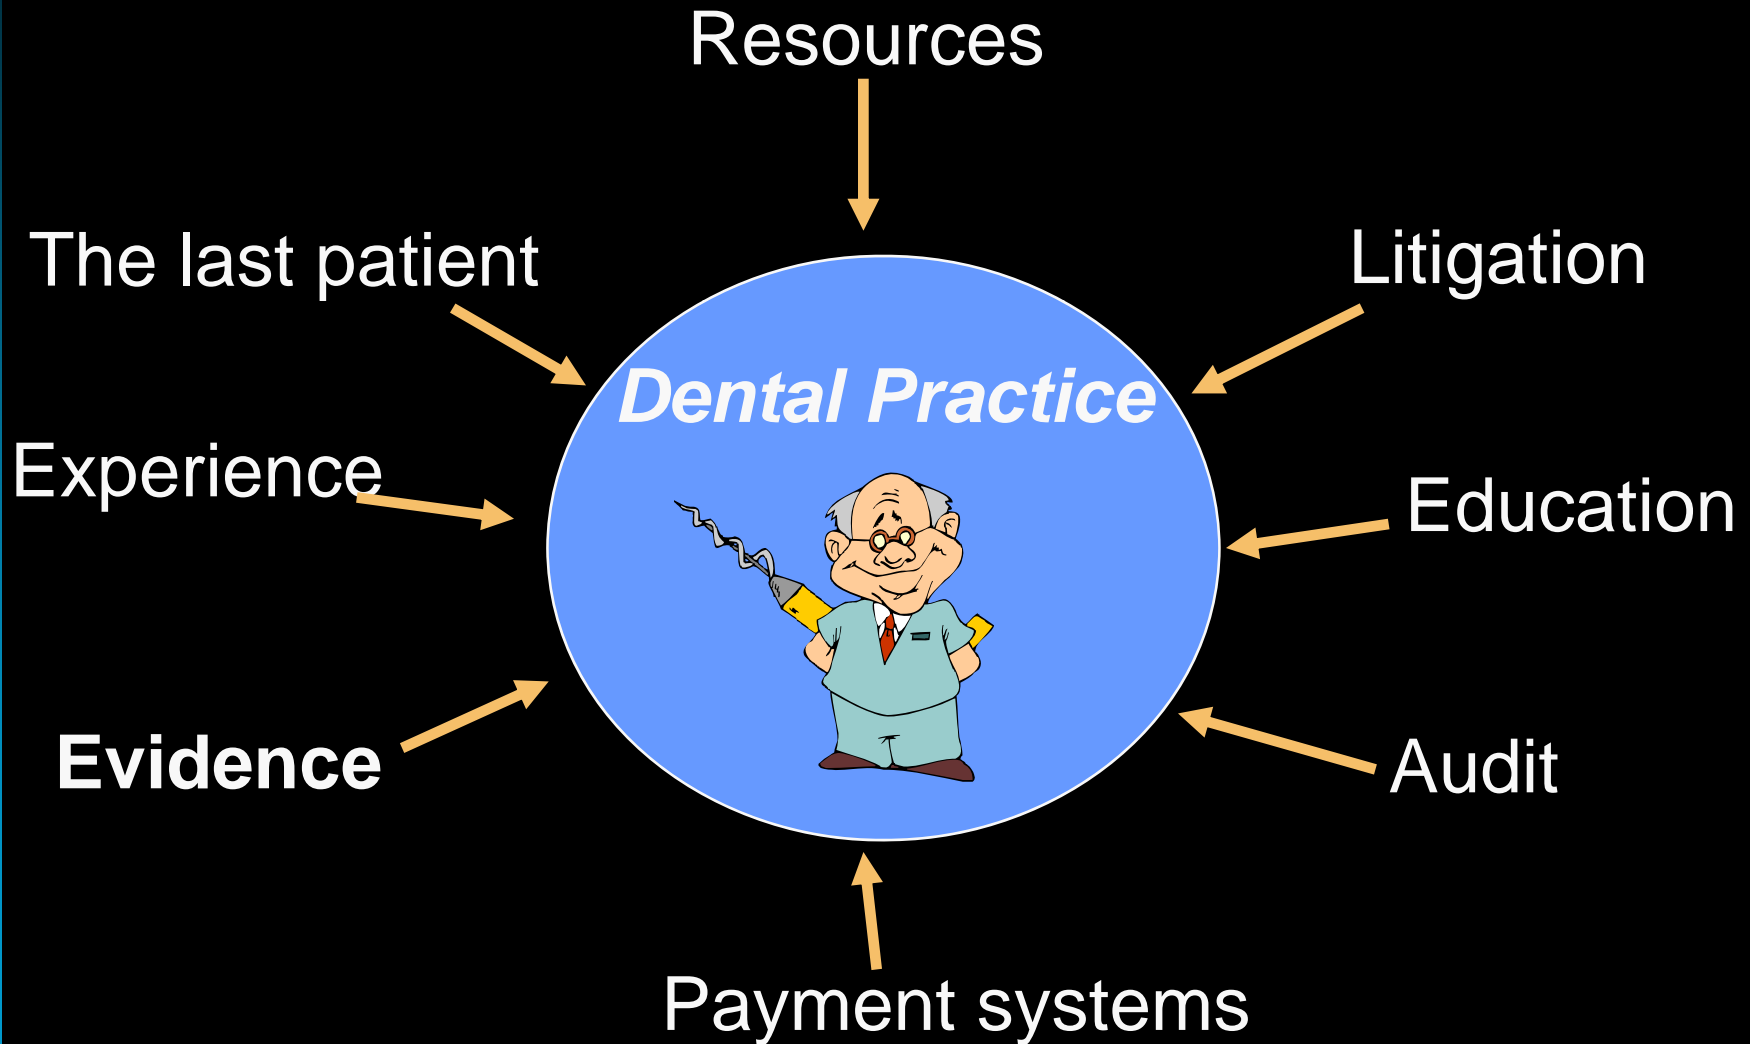 Resources
The last patient
Litigation
Dental Practice
Experience
Education
Evidence
Audit
Payment systems